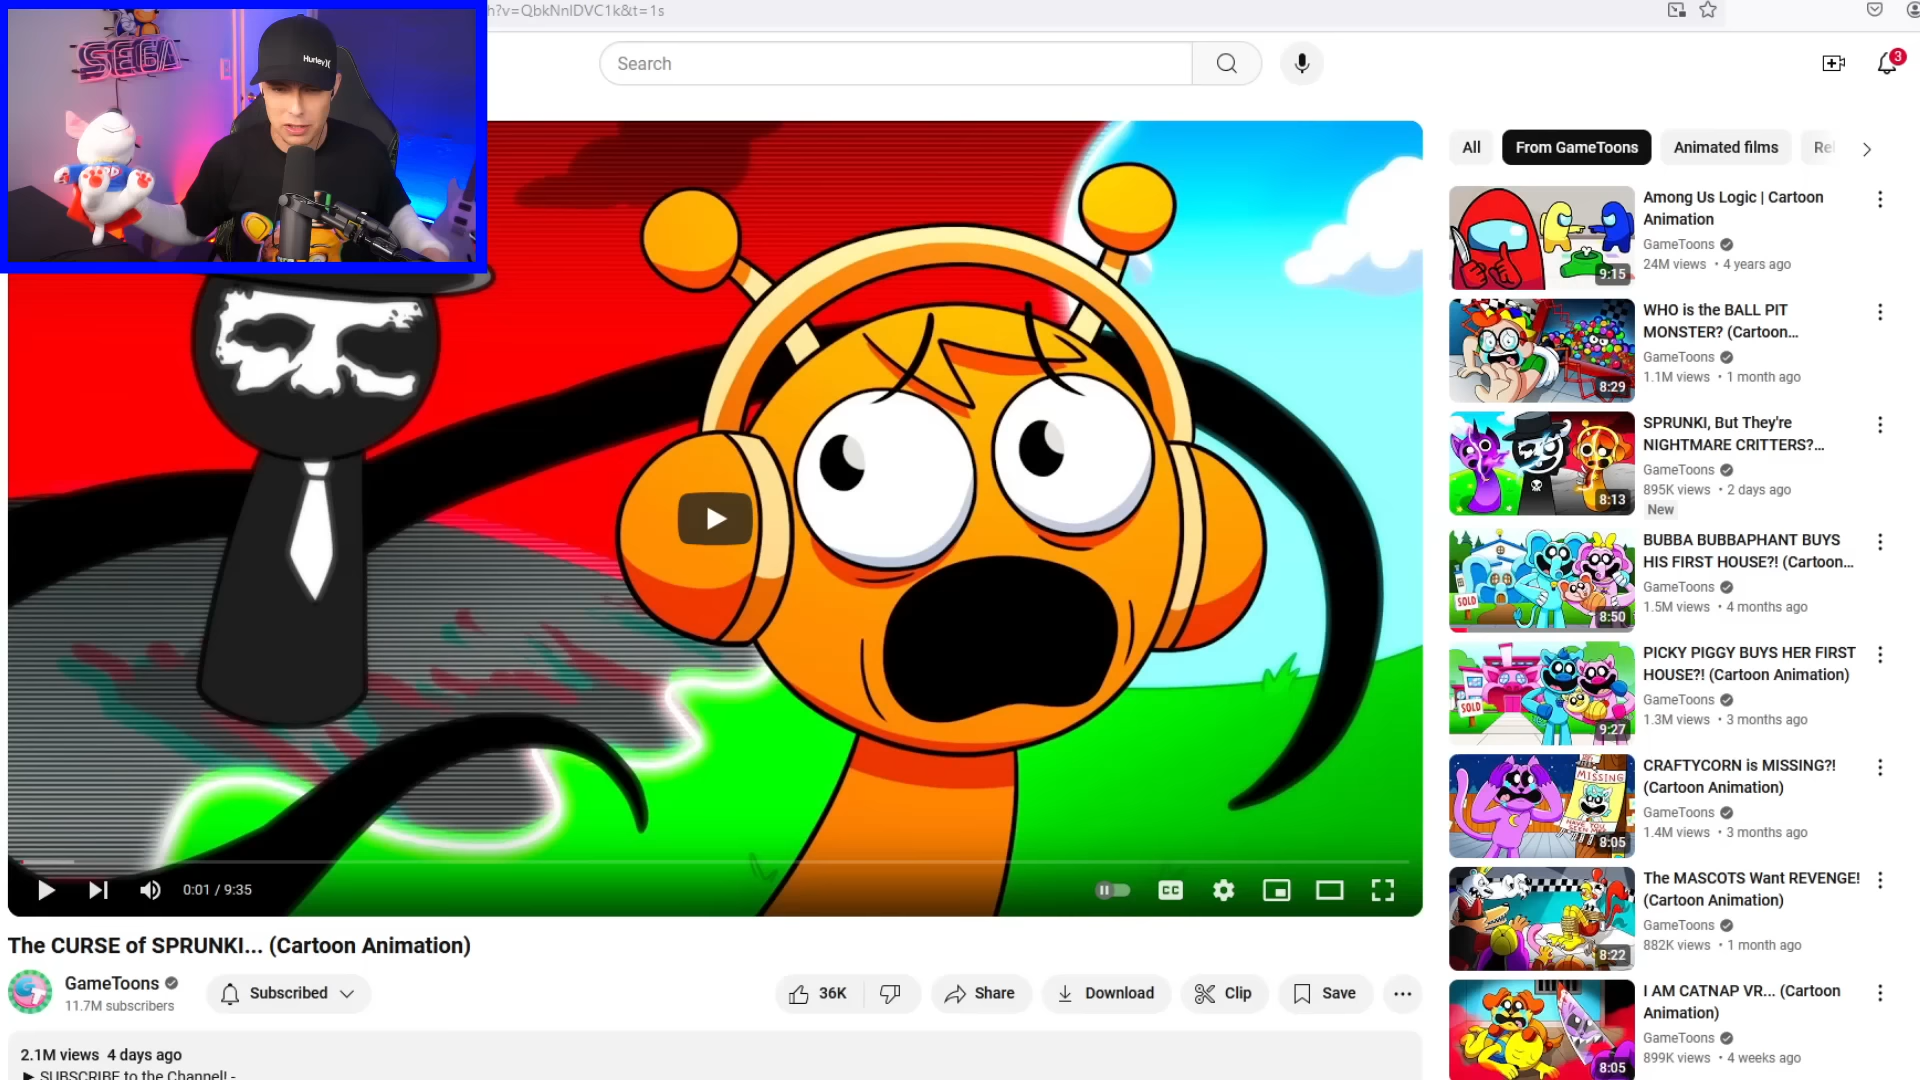 h?v=QbkNnlDVC1k&t=1s
SEGA
Hurley)(
Search
3
All
From GameToons
Animated films
Rel
Among Us Logic | Cartoon
Animation
GameToons
24M views • 4 years ago
9:15
WHO is the BALL PIT
MONSTER? (Cartoon...
GameToons
1.1M views • 1 month ago
8:29
SPRUNKI, But They're
NIGHTMARE CRITTERS?...
GameToons
895K views • 2 days ago
New
8:13
BUBBA BUBBAPHANT BUYS
HIS FIRST HOUSE?! (Cartoon...
GameToons
1.5M views • 4 months ago
SOLD
8:50
PICKY PIGGY BUYS HER FIRST
HOUSE?! (Cartoon Animation)
GameToons
1.3M views • 3 months ago
SOLD
9:27
CRAFTYCORN is MISSING?!
(Cartoon Animation)
GameToons
1.4M views • 3 months ago
MISSING
HAVE YOU
SEEN ME?
8:05
The MASCOTS Want REVENGE!
(Cartoon Animation)
GameToons
882K views • 1 month ago
8:22
I AM CATNAP VR... (Cartoon
Animation)
GameToons
899K views • 4 weeks ago
8:05
0:01 / 9:35
CC
The CURSE of SPRUNKI... (Cartoon Animation)
GameToons
11.7M subscribers
Subscribed
36K
Share
Download
Clip
Save
2.1M views 4 days ago
► SUBSCRIBE to the Channel! -